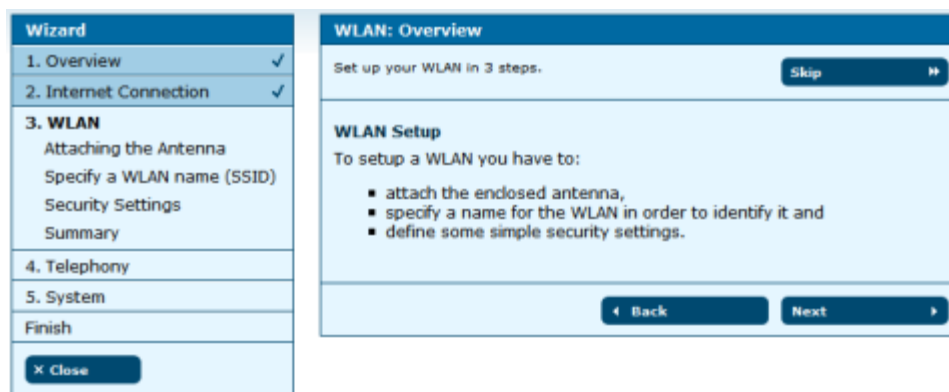 Wizard
1. Overview
2. Internet Connection
3. WLAN
Attaching the Antenna
Specify a WLAN name (SSID)
Security Settings
Summary
4. Telephony
5. System
Finish
Close
WLAN: Overview
Set up your WLAN in 3 steps.
Skip
WLAN Setup
To setup a WLAN you have to:
attach the enclosed antenna,
specify a name for the WLAN in order to identify it and
define some simple security settings.
Back
Next